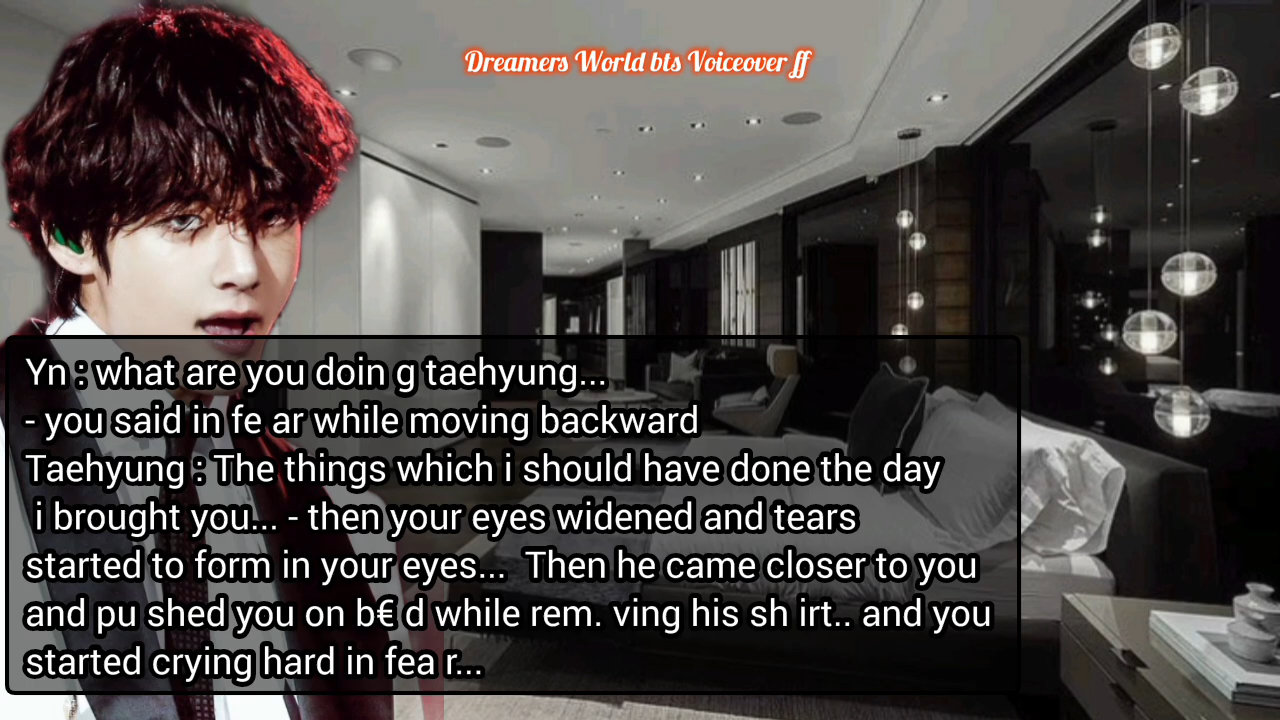 Dreamers World bts Voiceover ff
Yn : what are you doin g taehyung...
- you said in fe ar while moving backward
Taehyung : The things which i should have done the day
i brought you... - then your eyes widened and tears
started to form in your eyes... Then he came closer to you
and pu shed you on b€ d while rem. ving his sh irt.. and you
started crying hard in fea r...